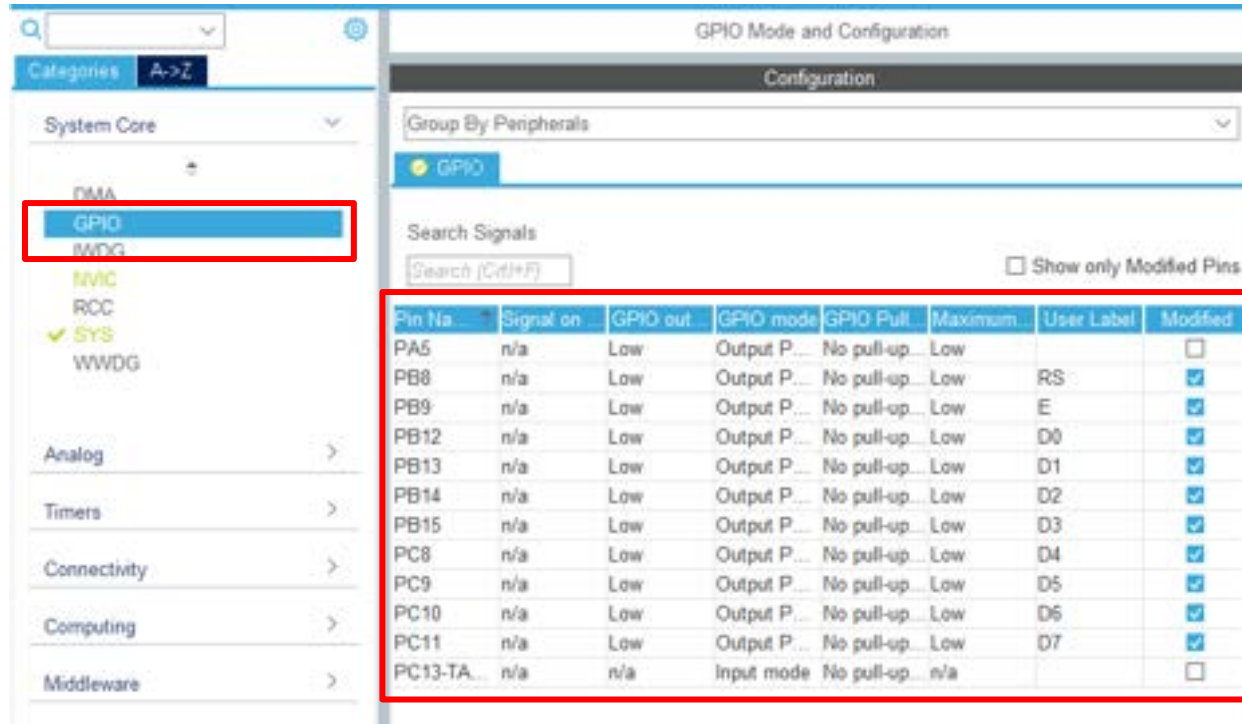 GPIO Mode and Configuration
Categories A->Z
Configuration
System Core
Group By Peripherals
GPIO
DMA
GPIO
IWDG
NVIC
RCC
SYS
WWDG
Search Signals
Search (Crtl+F)
Show only Modified Pins
Pin Na... Signal on ... GPIO out... GPIO mode GPIO Pull... Maximum... User Label Modified
PA5 n/a Low Output P... No pull-up... Low
PB8 n/a Low Output P... No pull-up... Low RS
PB9 n/a Low Output P... No pull-up... Low E
PB12 n/a Low Output P... No pull-up... Low D0
PB13 n/a Low Output P... No pull-up... Low D1
PB14 n/a Low Output P... No pull-up... Low D2
PB15 n/a Low Output P... No pull-up... Low D3
PC8 n/a Low Output P... No pull-up... Low D4
PC9 n/a Low Output P... No pull-up... Low D5
PC10 n/a Low Output P... No pull-up... Low D6
PC11 n/a Low Output P... No pull-up... Low D7
PC13-TA... n/a n/a Input mode No pull-up... n/a
Analog
Timers
Connectivity
Computing
Middleware